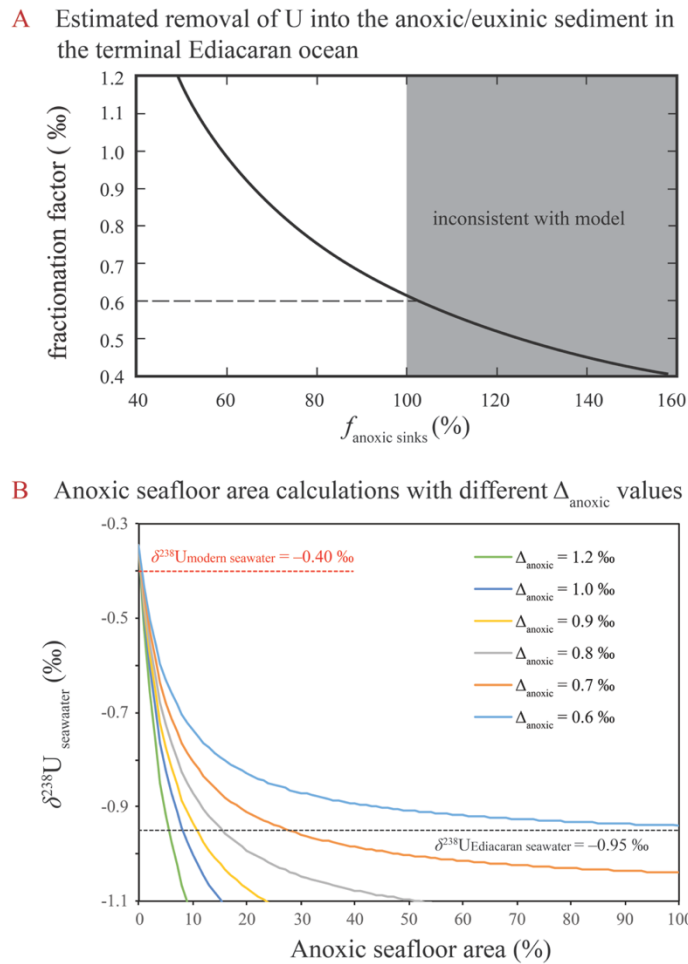 A Estimated removal of U into the anoxic/euxinic sediment in
the terminal Ediacaran ocean
1.2
1.0
0.9
0.8
0.7
0.6
0.5
0.4
fractionation factor ( ‰)
inconsistent with model
40
60
80
100
120
140
160
f anoxic sinks (%)
B Anoxic seafloor area calculations with different Δanoxic values
-0.3
-0.5
-0.7
-0.9
-1.1
δ238U seawaater (‰)
δ238Umodern seawater = –0.40 ‰
Δanoxic = 1.2 ‰
Δanoxic = 1.0 ‰
Δanoxic = 0.9 ‰
Δanoxic = 0.8 ‰
Δanoxic = 0.7 ‰
Δanoxic = 0.6 ‰
δ238UEdiacaran seawater = –0.95 ‰
0
10
20
30
40
50
60
70
80
90
100
Anoxic seafloor area (%)